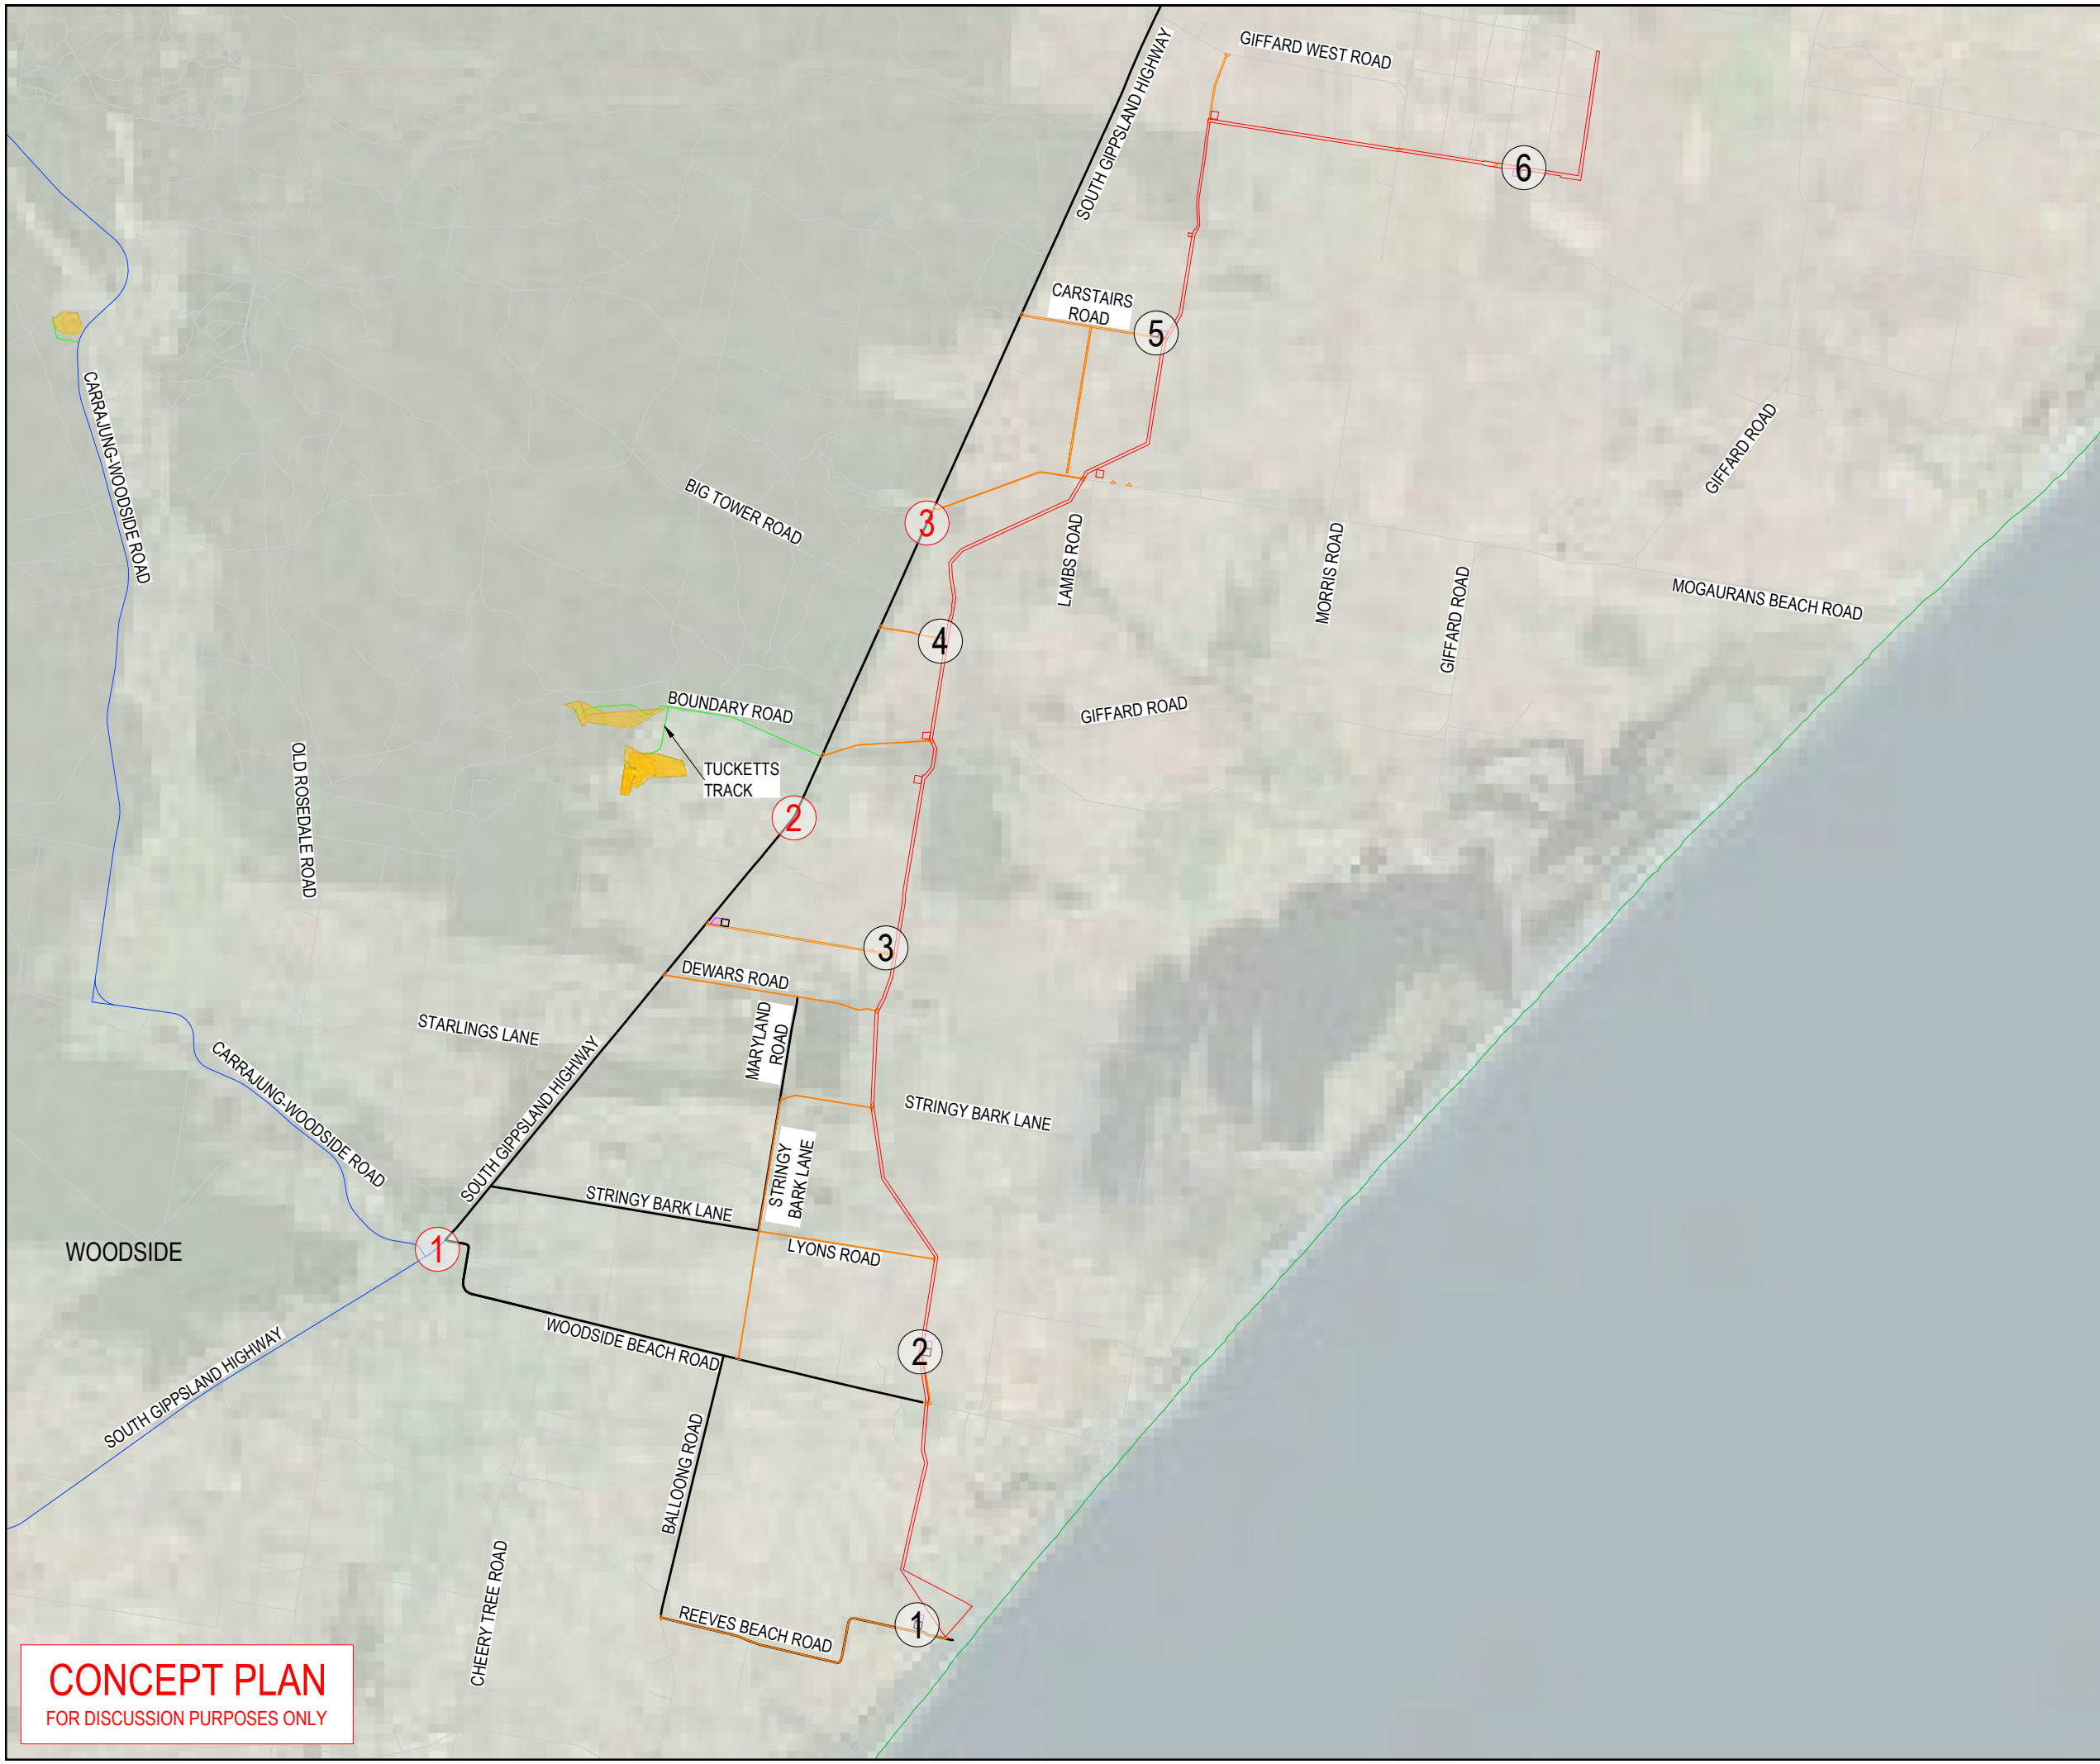 GIFFARD WEST ROAD
SOUTH GIPPSLAND HIGHWAY
6
CARSTAIRS
ROAD
5
CARRAJUNG-WOODSIDE ROAD
GIFFARD ROAD
BIG TOWER ROAD
3
LAMBS ROAD
MORRIS ROAD
GIFFARD ROAD
MOGAURANS BEACH ROAD
4
BOUNDARY ROAD
GIFFARD ROAD
OLD ROSEDALE ROAD
TUCKETTS
TRACK
2
3
DEWARS ROAD
MARYLAND
ROAD
STARLINGS LANE
SOUTH GIPPSLAND HIGHWAY
CARRAJUNG-WOODSIDE ROAD
STRINGY BARK LANE
STRINGY
BARK LANE
STRINGY BARK LANE
WOODSIDE
1
LYONS ROAD
WOODSIDE BEACH ROAD
2
SOUTH GIPPSLAND HIGHWAY
BALLOONG ROAD
CHEERY TREE ROAD
REEVES BEACH ROAD
1
CONCEPT PLAN
FOR DISCUSSION PURPOSES ONLY